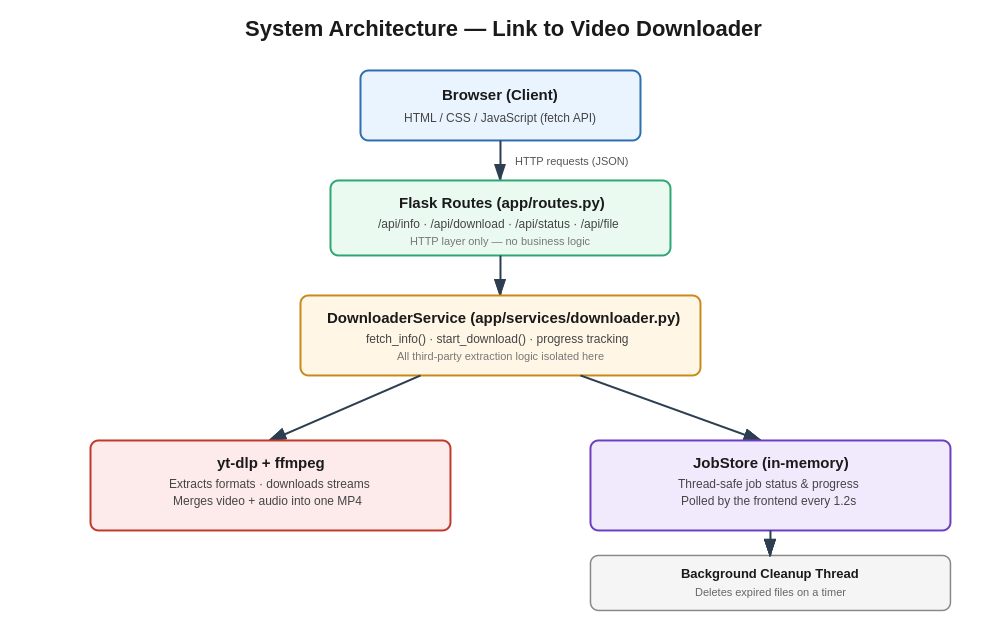 System Architecture — Link to Video Downloader
Browser (Client)
HTML / CSS / JavaScript (fetch API)
HTTP requests (JSON)
Flask Routes (app/routes.py)
/api/info · /api/download · /api/status · /api/file
HTTP layer only — no business logic
DownloaderService (app/services/downloader.py)
fetch_info() · start_download() · progress tracking
All third-party extraction logic isolated here
yt-dlp + ffmpeg
Extracts formats · downloads streams
Merges video + audio into one MP4
JobStore (in-memory)
Thread-safe job status & progress
Polled by the frontend every 1.2s
Background Cleanup Thread
Deletes expired files on a timer